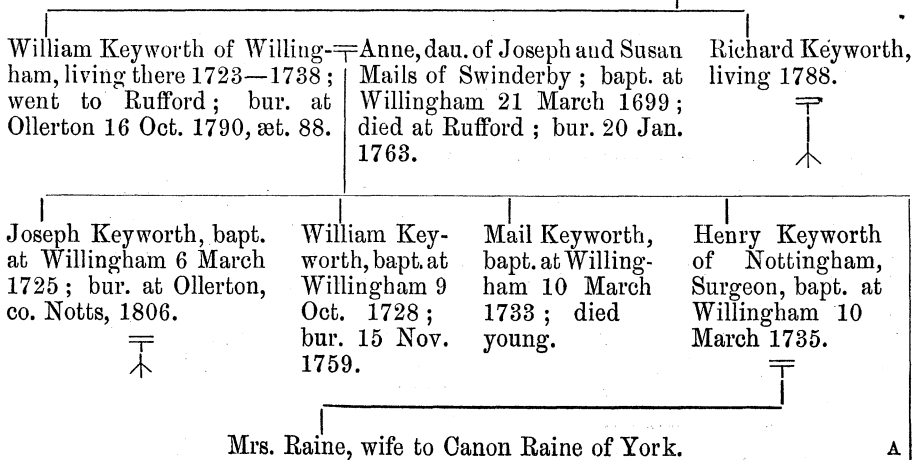 William Keyworth of Willing-
ham, living there 1723—1738;
went to Rufford; bur. at
Ollerton 16 Oct. 1790, æt. 88.
Anne, dau. of Joseph and Susan
Mails of Swinderby; bapt. at
Willingham 21 March 1699;
died at Rufford; bur. 20 Jan.
1763.
Richard Keyworth,
living 1788.
Joseph Keyworth, bapt.
at Willingham 6 March
1725; bur. at Ollerton,
co. Notts, 1806.
William Key-
worth, bapt. at
Willingham 9
Oct. 1728;
bur. 15 Nov.
1759.
Mail Keyworth,
bapt. at Willing-
ham 10 March
1733; died
young.
Henry Keyworth
of Nottingham,
Surgeon, bapt. at
Willingham 10
March 1735.
Mrs. Raine, wife to Canon Raine of York.
A